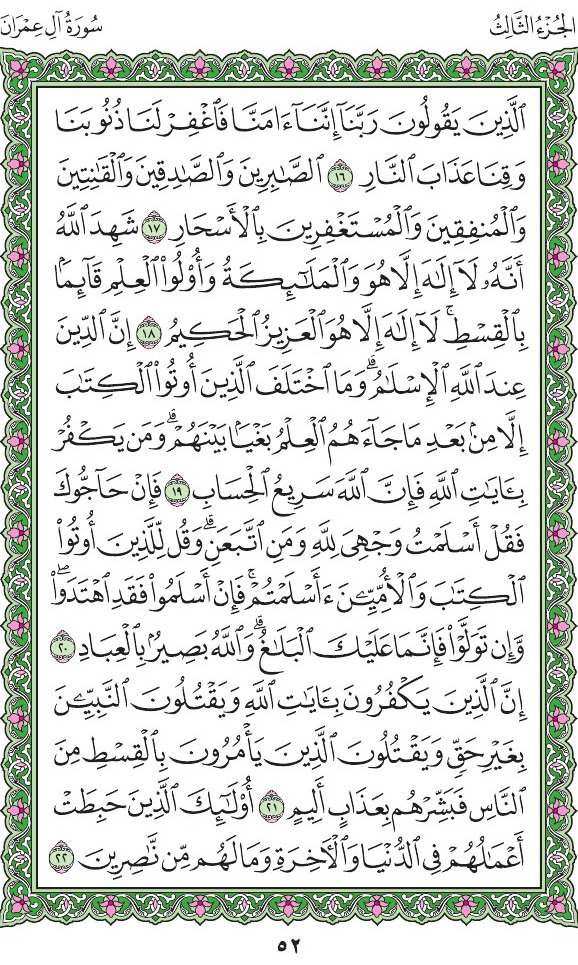 الجُزْءُ الثَّالِثُ
سُورَةُ آلِ عِمْرَانَ
ٱلَّذِينَ يَقُولُونَ رَبَّنَآ إِنَّنَآ ءَامَنَّا فَٱغْفِرْ لَنَا ذُنُوبَنَا
وَقِنَا عَذَابَ ٱلنَّارِ ١٦ ٱلصَّٰبِرِينَ وَٱلصَّٰدِقِينَ وَٱلْقَٰنِتِينَ
وَٱلْمُنفِقِينَ وَٱلْمُسْتَغْفِرِينَ بِٱلْأَسْحَارِ ١٧ شَهِدَ ٱللَّهُ
أَنَّهُۥ لَآ إِلَٰهَ إِلَّا هُوَ وَٱلْمَلَٰٓئِكَةُ وَأُو۟لُوا۟ ٱلْعِلْمِ قَآئِمًۢا
بِٱلْقِسْطِ ۚ لَآ إِلَٰهَ إِلَّا هُوَ ٱلْعَزِيزُ ٱلْحَكِيمُ ١٨ إِنَّ ٱلدِّينَ
عِندَ ٱللَّهِ ٱلْإِسْلَٰمُ ۗ وَمَا ٱخْتَلَفَ ٱلَّذِينَ أُوتُوا۟ ٱلْكِتَٰبَ
إِلَّا مِنۢ بَعْدِ مَا جَآءَهُمُ ٱلْعِلْمُ بَغْيًۢا بَيْنَهُمْ ۗ وَمَن يَكْفُرْ
بِـَٔايَٰتِ ٱللَّهِ فَإِنَّ ٱللَّهَ سَرِيعُ ٱلْحِسَابِ ١٩ فَإِنْ حَآجُّوكَ
فَقُلْ أَسْلَمْتُ وَجْهِىَ لِلَّهِ وَمَنِ ٱتَّبَعَنِ ۗ وَقُل لِّلَّذِينَ أُوتُوا۟
ٱلْكِتَٰبَ وَٱلْأُمِّيِّـۧنَ ءَأَسْلَمْتُمْ ۚ فَإِنْ أَسْلَمُوا۟ فَقَدِ ٱهْتَدَوا۟ ۖ
وَّإِن تَوَلَّوْا۟ فَإِنَّمَا عَلَيْكَ ٱلْبَلَٰغُ ۗ وَٱللَّهُ بَصِيرٌۢ بِٱلْعِبَادِ ٢٠
إِنَّ ٱلَّذِينَ يَكْفُرُونَ بِـَٔايَٰتِ ٱللَّهِ وَيَقْتُلُونَ ٱلنَّبِيِّـۧنَ
بِغَيْرِ حَقٍّ وَيَقْتُلُونَ ٱلَّذِينَ يَأْمُرُونَ بِٱلْقِسْطِ مِنَ
ٱلنَّاسِ فَبَشِّرْهُم بِعَذَابٍ أَلِيمٍ ٢١ أُو۟لَٰٓئِكَ ٱلَّذِينَ حَبِطَتْ
أَعْمَٰلُهُمْ فِى ٱلدُّنْيَا وَٱلْأَخِرَةِ وَمَا لَهُم مِّن نَّٰصِرِينَ ٢٢
٥٢